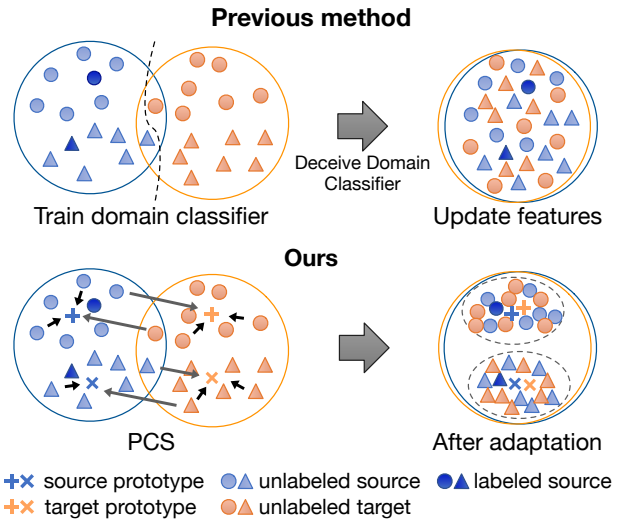 Previous method
Deceive Domain
Classifier
Train domain classifier
Update features
Ours
PCS
After adaptation
source prototype
unlabeled source
labeled source
target prototype
unlabeled target